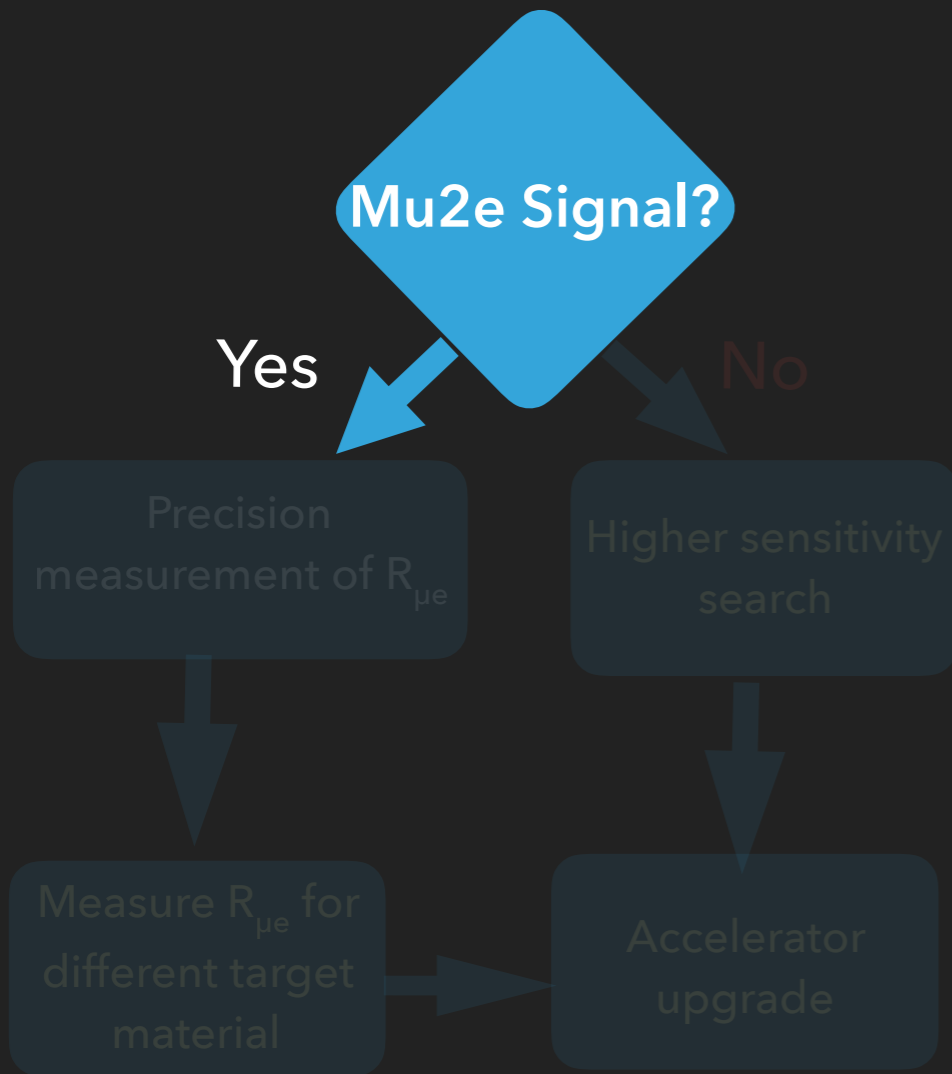 Mu2e Signal?
Yes
No
Precision
measurement of Rμe
Higher sensitivity
search
Measure Rμe for
different target
material
Accelerator
upgrade